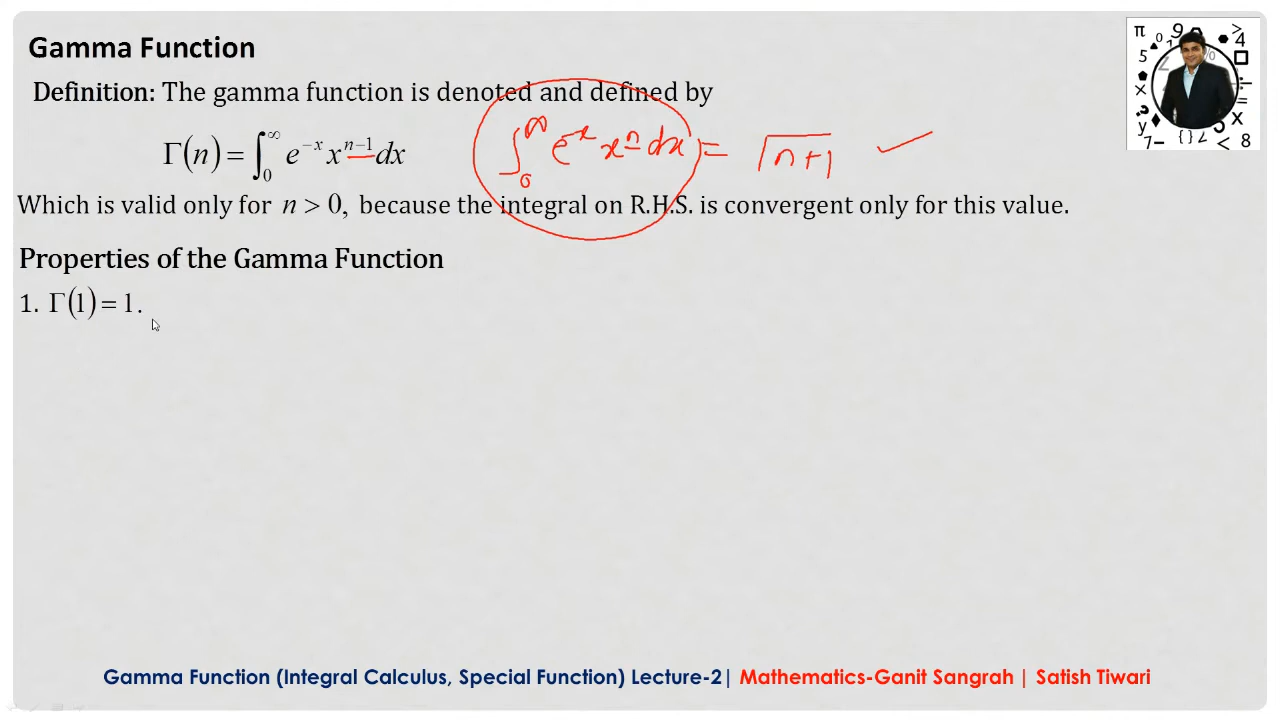 Gamma Function
Definition: The gamma function is denoted and defined by
Γ(n) = ∫₀^∞ e^{−x} x^{n−1} dx
∫₀^∞ e^{-x} x^n dx = √n+1 ✓
Which is valid only for n > 0, because the integral on R.H.S. is convergent only for this value.
Properties of the Gamma Function
1. Γ(1) = 1.
Gamma Function (Integral Calculus, Special Function) Lecture-2| Mathematics-Ganit Sangrah | Satish Tiwari